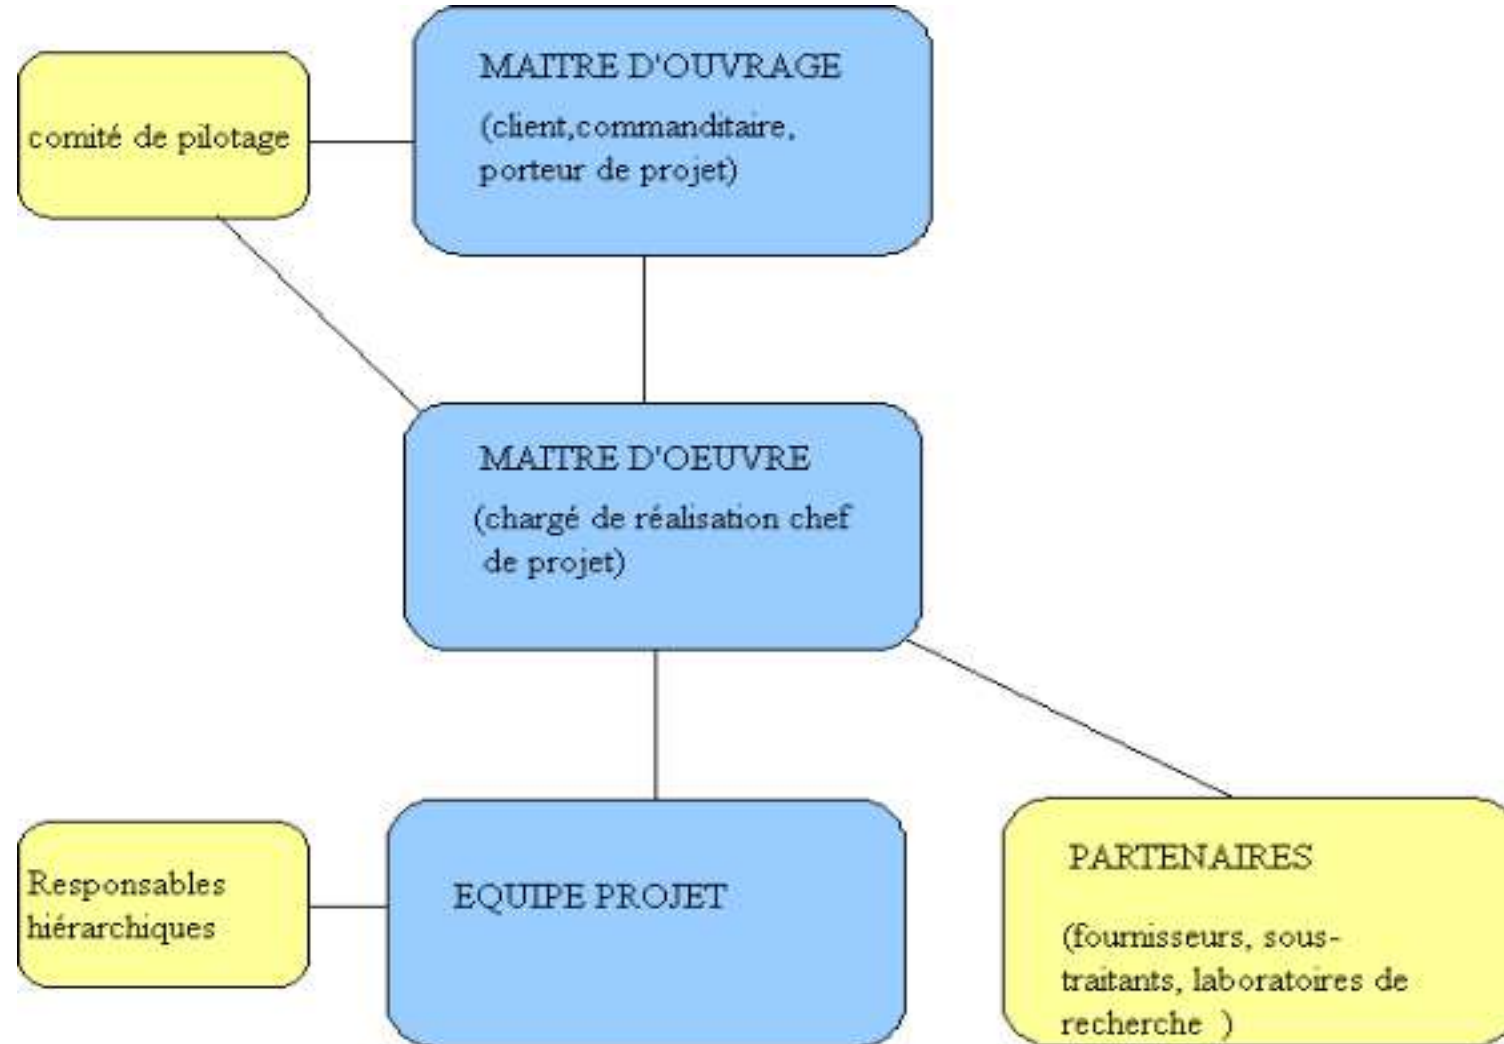 comité de pilotage
MAITRE D'OUVRAGE
(client,commanditaire,
porteur de projet)
MAITRE D'OEUVRE
(chargé de réalisation chef
de projet)
Responsables
hiérarchiques
EQUIPE PROJET
PARTENAIRES
(fournisseurs, sous-
traitants, laboratoires de
recherche )